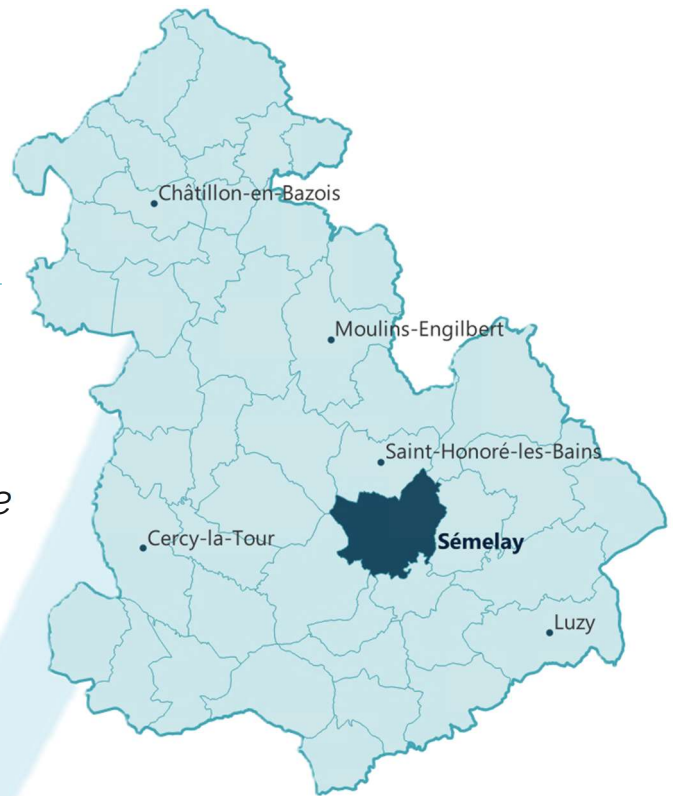 Châtillon-en-Bazois
Moulins-Engilbert
Saint-Honoré-les-Bains
e
Cercy-la-Tour
Sémelay
Luzy